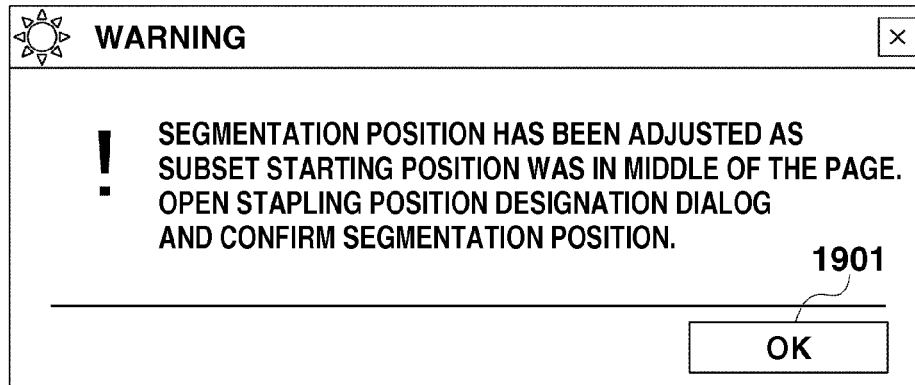 WARNING
×
SEGMENTATION POSITION HAS BEEN ADJUSTED AS
SUBSET STARTING POSITION WAS IN MIDDLE OF THE PAGE.
OPEN STAPLING POSITION DESIGNATION DIALOG
AND CONFIRM SEGMENTATION POSITION.
1901
OK